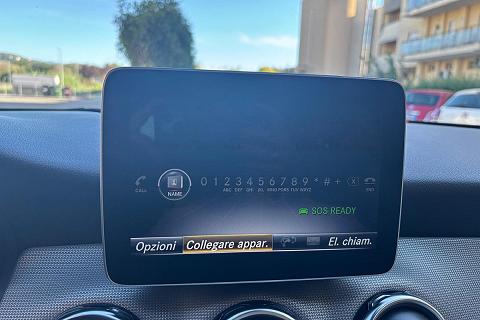 0 1 2 3 4 5 6 7 8 9 * # +
CALL NAME ABC DEF GHI JKL MNO PQRS TUV WXYZ END
SOS READY
Opzioni Collegare appar. El. chiam.